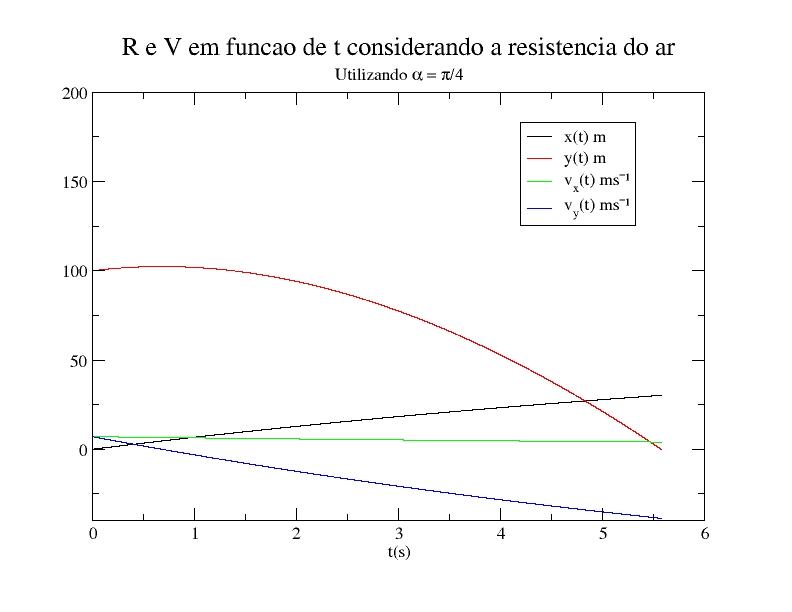 R e V em funcao de t considerando a resistencia do ar
Utilizando α = π/4
200
150
100
50
0
x(t) m
y(t) m
vₓ(t) ms⁻¹
v_y(t) ms⁻¹
0 1 2 3 4 5 6
t(s)